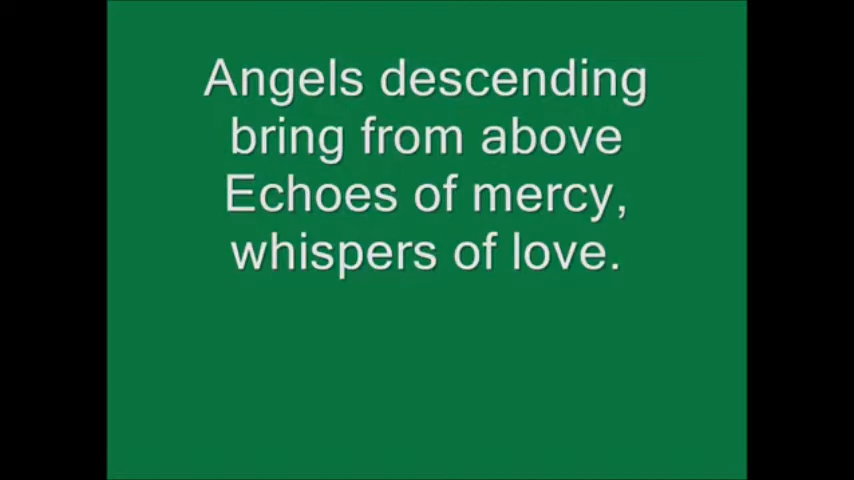 Angels descending
bring from above
Echoes of mercy,
whispers of love.